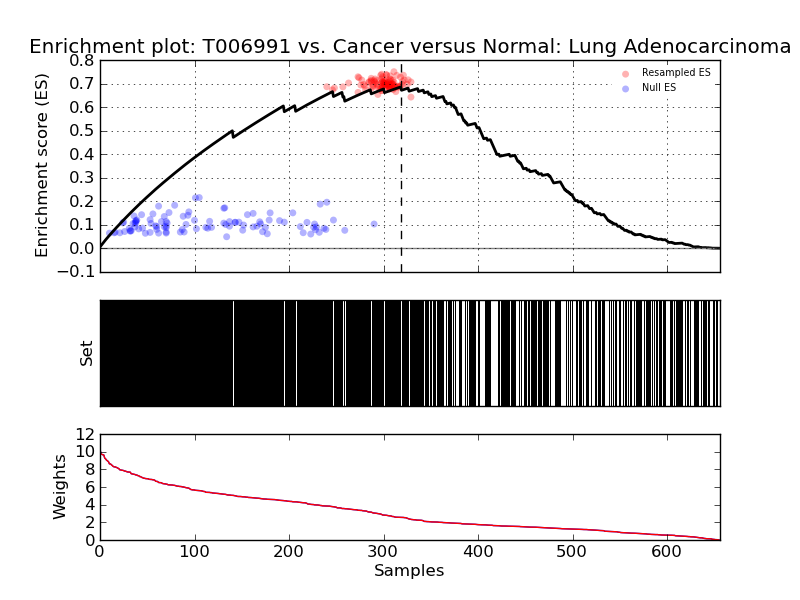 Enrichment plot: T006991 vs. Cancer versus Normal: Lung Adenocarcinoma
0.8
0.7
0.6
0.5
0.4
0.3
0.2
0.1
0.0
−0.1
Enrichment score (ES)
Resampled ES
Null ES
Set
12
10
8
6
4
2
0
Weights
0 100 200 300 400 500 600
Samples